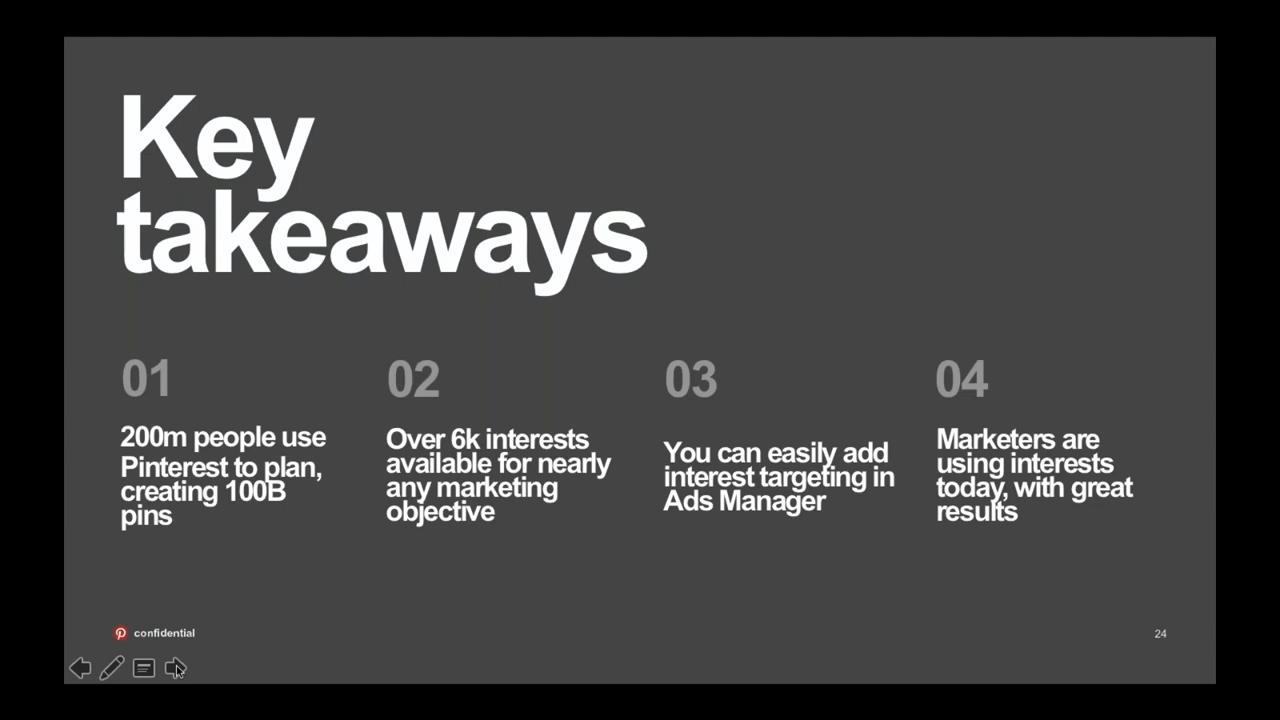 Key
takeaways
01
200m people use
Pinterest to plan,
creating 100B
pins
02
Over 6k interests
available for nearly
any marketing
objective
03
You can easily add
interest targeting in
Ads Manager
04
Marketers are
using interests
today, with great
results
confidential
24